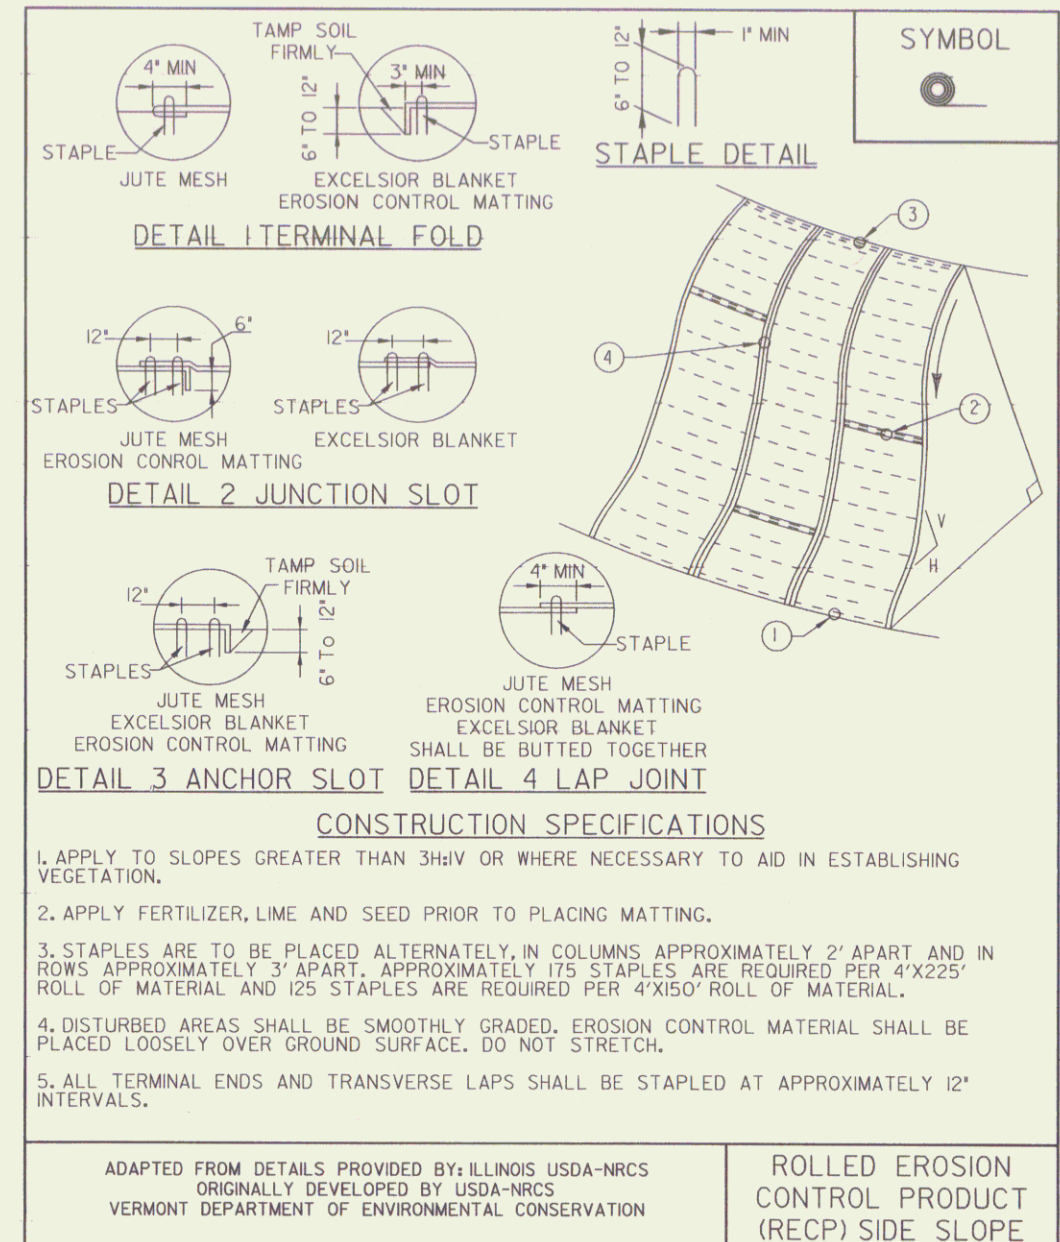 TAMP SOIL
FIRMLY
4" MIN
3" MIN
6" TO 12"
STAPLE
STAPLE
JUTE MESH
EXCELSIOR BLANKET
EROSION CONTROL MATTING
DETAIL 1 TERMINAL FOLD
6" TO 12"
1" MIN
STAPLE DETAIL
SYMBOL
12"
6"
STAPLES
JUTE MESH
EROSION CONROL MATTING
12"
STAPLES
EXCELSIOR BLANKET
DETAIL 2 JUNCTION SLOT
3
4
2
V
H
1
TAMP SOIL
FIRMLY
12"
6" To 12"
STAPLES
JUTE MESH
EXCELSIOR BLANKET
EROSION CONTROL MATTING
DETAIL 3 ANCHOR SLOT
4" MIN
STAPLE
JUTE MESH
EROSION CONTROL MATTING
EXCELSIOR BLANKET
SHALL BE BUTTED TOGETHER
DETAIL 4 LAP JOINT
CONSTRUCTION SPECIFICATIONS
1. APPLY TO SLOPES GREATER THAN 3H:1V OR WHERE NECESSARY TO AID IN ESTABLISHING
VEGETATION.
2. APPLY FERTILIZER, LIME AND SEED PRIOR TO PLACING MATTING.
3. STAPLES ARE TO BE PLACED ALTERNATELY, IN COLUMNS APPROXIMATELY 2' APART AND IN
ROWS APPROXIMATELY 3' APART. APPROXIMATELY 175 STAPLES ARE REQUIRED PER 4'X225'
ROLL OF MATERIAL AND 125 STAPLES ARE REQUIRED PER 4'X150' ROLL OF MATERIAL.
4. DISTURBED AREAS SHALL BE SMOOTHLY GRADED. EROSION CONTROL MATERIAL SHALL BE
PLACED LOOSELY OVER GROUND SURFACE. DO NOT STRETCH.
5. ALL TERMINAL ENDS AND TRANSVERSE LAPS SHALL BE STAPLED AT APPROXIMATELY 12"
INTERVALS.
ADAPTED FROM DETAILS PROVIDED BY: ILLINOIS USDA-NRCS
ORIGINALLY DEVELOPED BY USDA-NRCS
VERMONT DEPARTMENT OF ENVIRONMENTAL CONSERVATION
ROLLED EROSION
CONTROL PRODUCT
(RECP) SIDE SLOPE